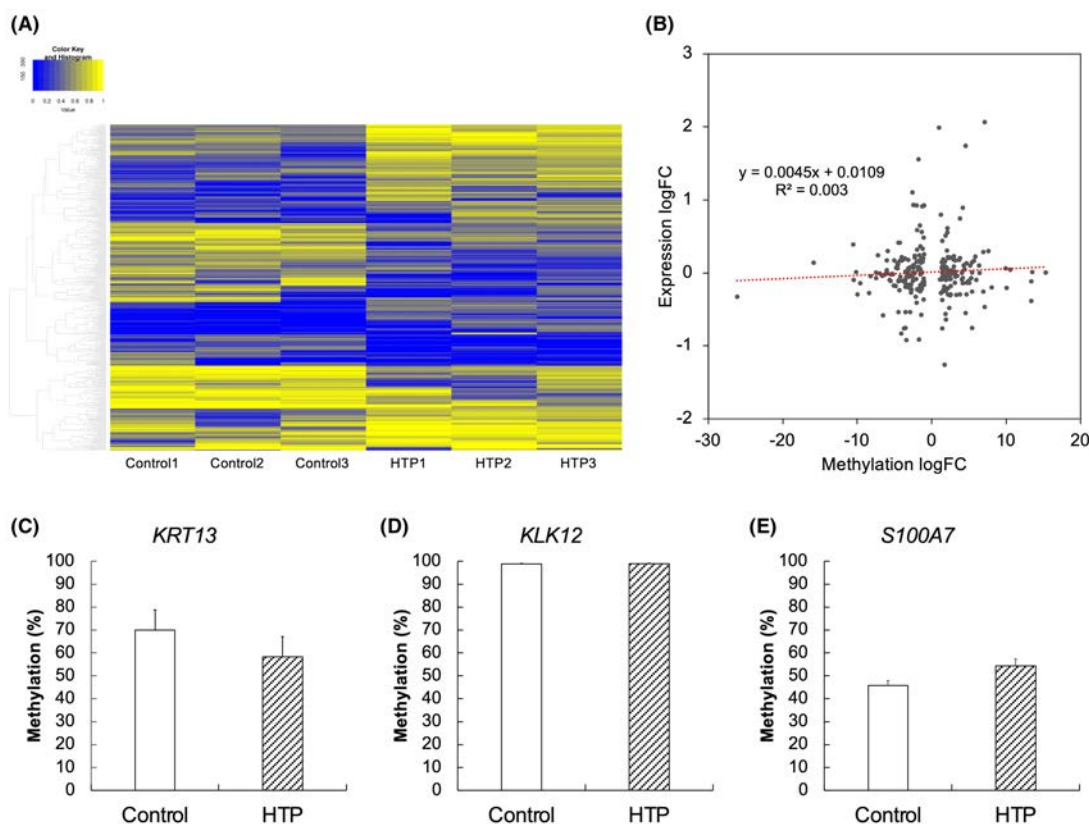 (A)
Color Key
and Histogram
150 300
0 0.2 0.4 0.6 0.8 1
Value
Control1 Control2 Control3 HTP1 HTP2 HTP3
(B)
3
2
1
0
-1
-2
Expression logFC
y = 0.0045x + 0.0109
R² = 0.003
-30 -20 -10 0 10 20
Methylation logFC
(C)
KRT13
100
90
80
70
60
50
40
30
20
10
0
Methylation (%)
Control HTP
(D)
KLK12
100
90
80
70
60
50
40
30
20
10
0
Methylation (%)
Control HTP
(E)
S100A7
100
90
80
70
60
50
40
30
20
10
0
Methylation (%)
Control HTP